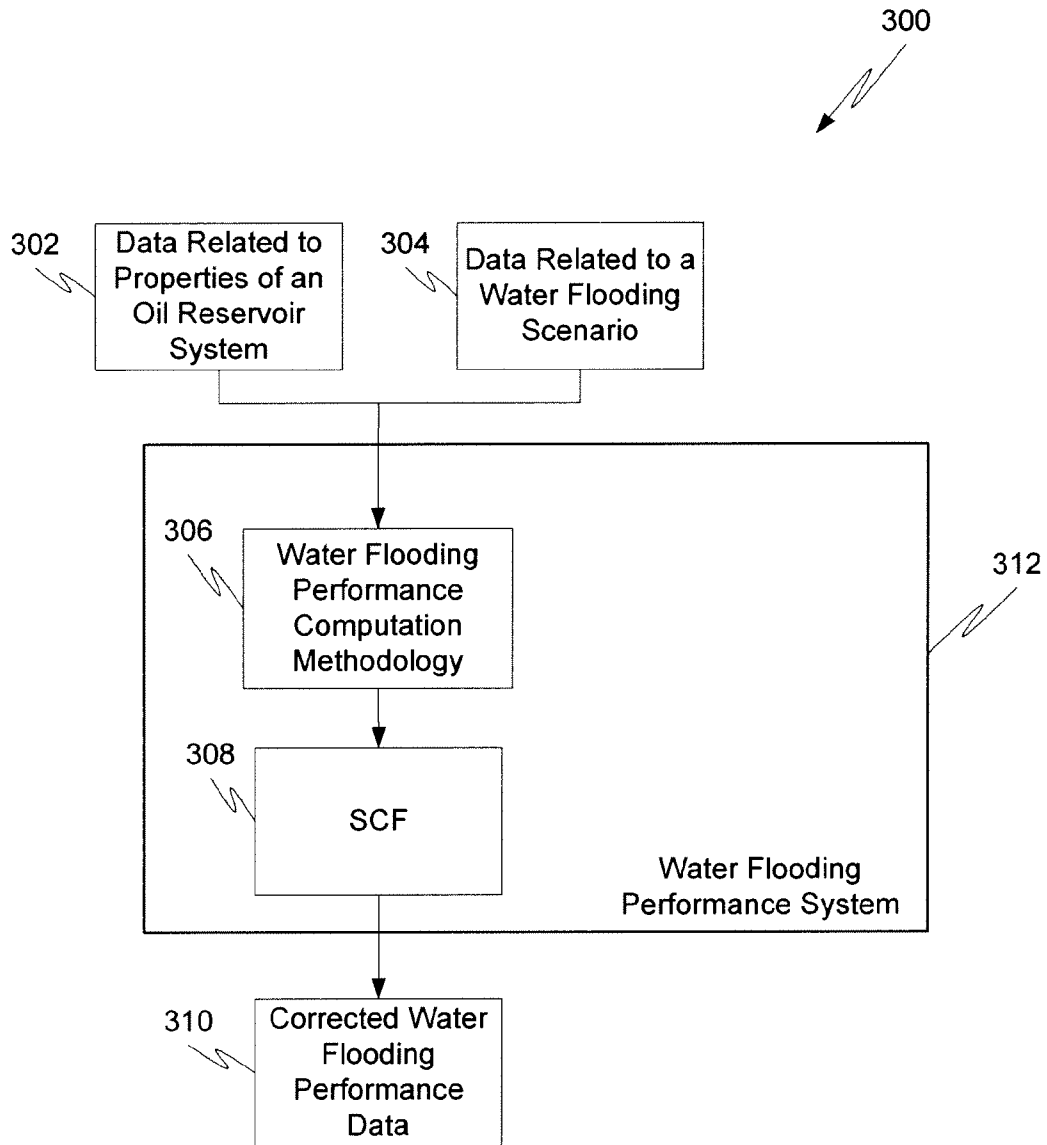 300
302
Data Related to
Properties of an
Oil Reservoir
System
304
Data Related to a
Water Flooding
Scenario
306
Water Flooding
Performance
Computation
Methodology
312
308
SCF
Water Flooding
Performance System
310
Corrected Water
Flooding
Performance
Data